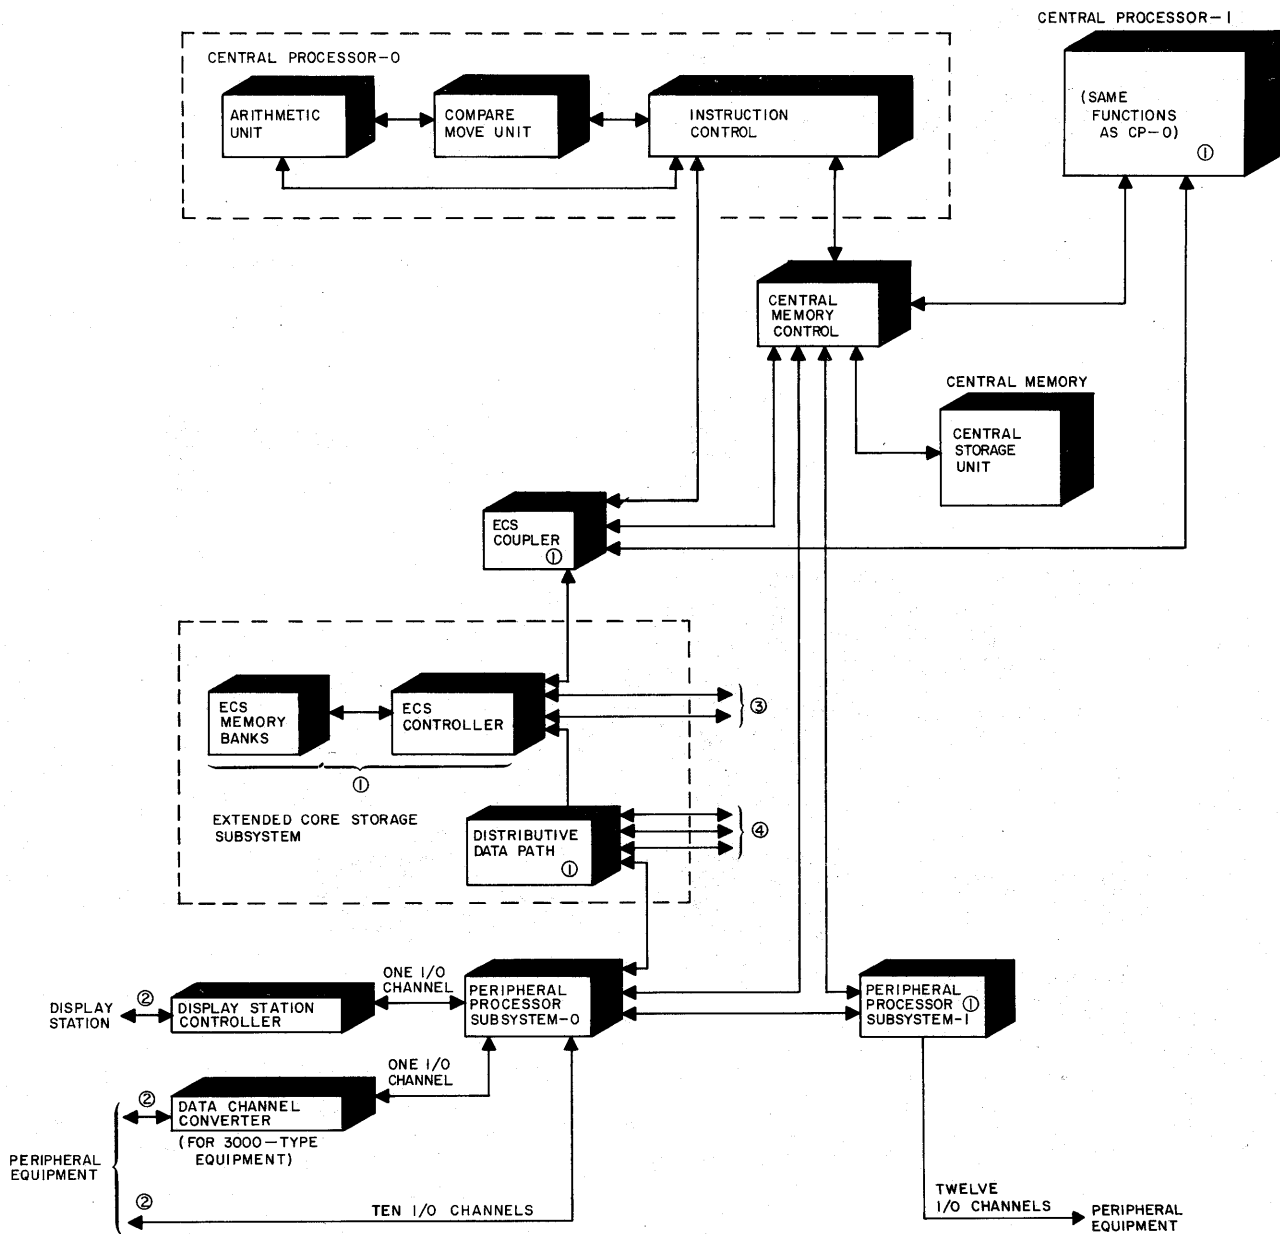 CENTRAL PROCESSOR-1
CENTRAL PROCESSOR-0
ARITHMETIC
UNIT
COMPARE
MOVE UNIT
INSTRUCTION
CONTROL
(SAME
FUNCTIONS
AS CP-0)
①
CENTRAL
MEMORY
CONTROL
CENTRAL MEMORY
CENTRAL
STORAGE
UNIT
ECS
COUPLER
①
ECS
MEMORY
BANKS
ECS
CONTROLLER
③
①
EXTENDED CORE STORAGE
SUBSYSTEM
DISTRIBUTIVE
DATA PATH
①
④
DISPLAY
STATION
②
DISPLAY STATION
CONTROLLER
ONE I/O
CHANNEL
PERIPHERAL
PROCESSOR
SUBSYSTEM-0
PERIPHERAL
PROCESSOR ①
SUBSYSTEM-1
ONE I/O
CHANNEL
②
DATA CHANNEL
CONVERTER
(FOR 3000-TYPE
EQUIPMENT)
PERIPHERAL
EQUIPMENT
②
TEN I/O CHANNELS
TWELVE
I/O CHANNELS
PERIPHERAL
EQUIPMENT